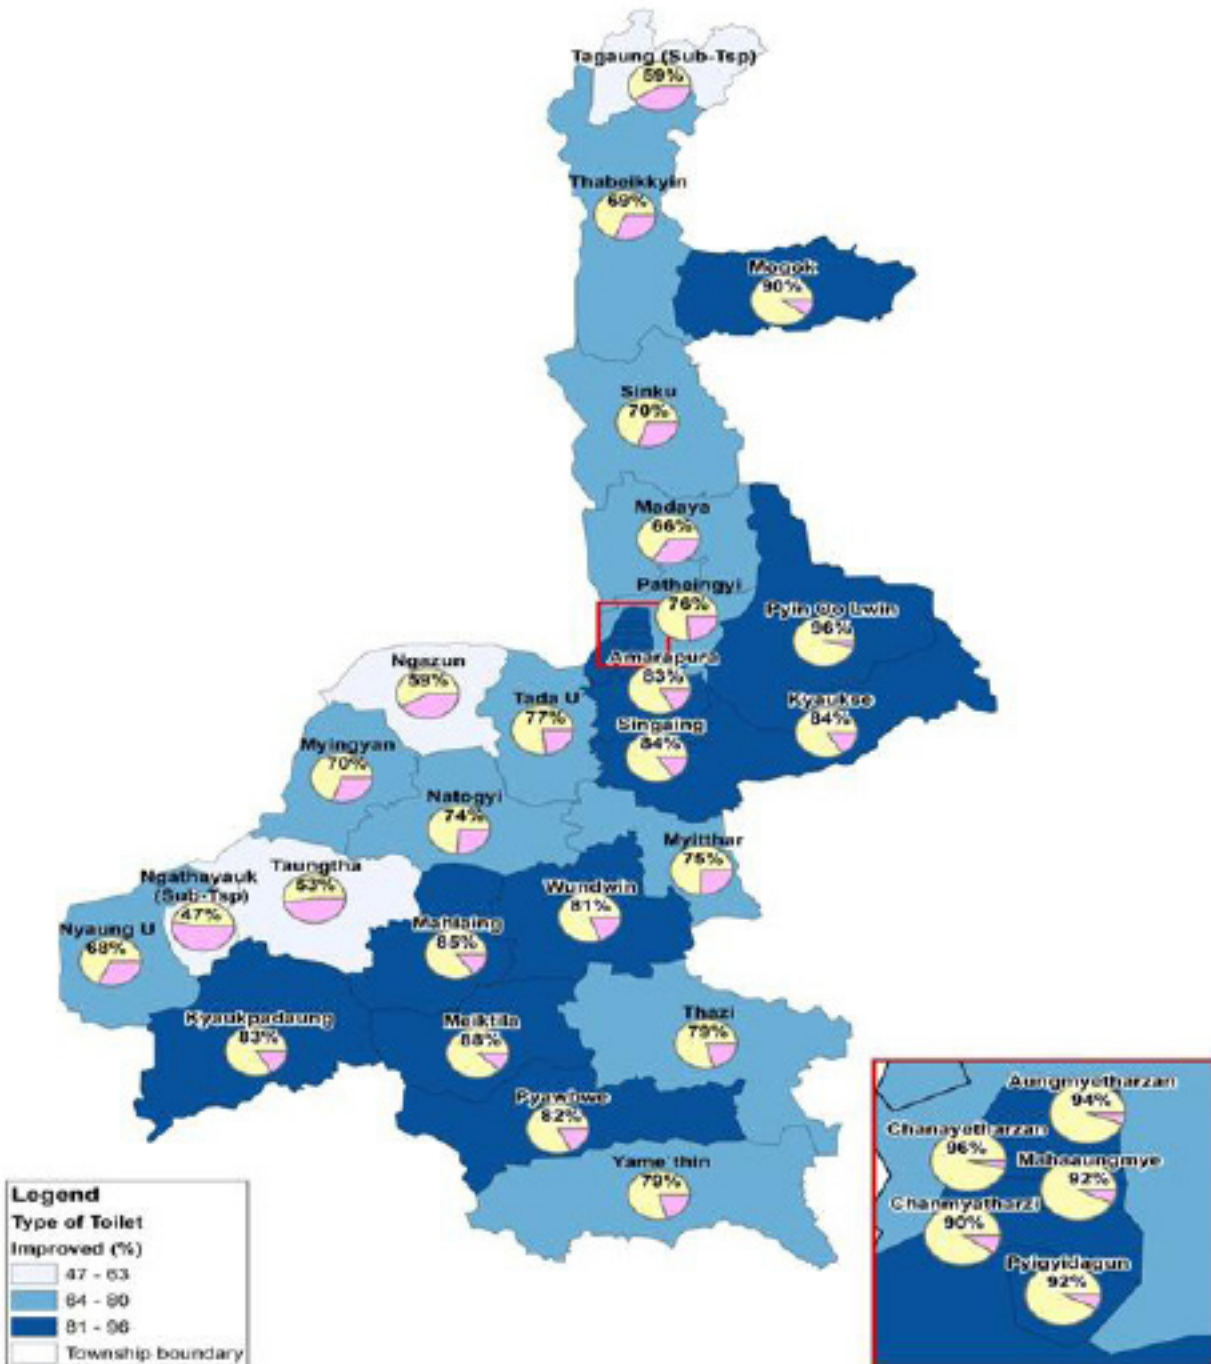 Tagaung (Sub-Tsp)
59%
Thabeikkyin
69%
Mogok
90%
Sinku
70%
Madaya
66%
Patheingyi
76%
Pyin Oo Lwin
96%
Amarapura
83%
Ngazun
59%
Tada U
77%
Kyaukse
84%
Singaing
84%
Myingyan
70%
Natogyi
74%
Myitthar
75%
Taungtha
53%
Ngathayauk
(Sub-Tsp)
47%
Wundwin
81%
Mahlaing
85%
Nyaung U
68%
Kyaukpadaung
83%
Meiktila
88%
Thazi
79%
Pyawbwe
82%
Yame`thin
79%
Aungmyetharzan
94%
Chanayetharzan
96%
Mahaaungmye
92%
Chanmyatharzi
90%
Pyigyidagun
92%
Legend
Type of Toilet
Improved (%)
47 - 63
64 - 80
81 - 96
Township boundary